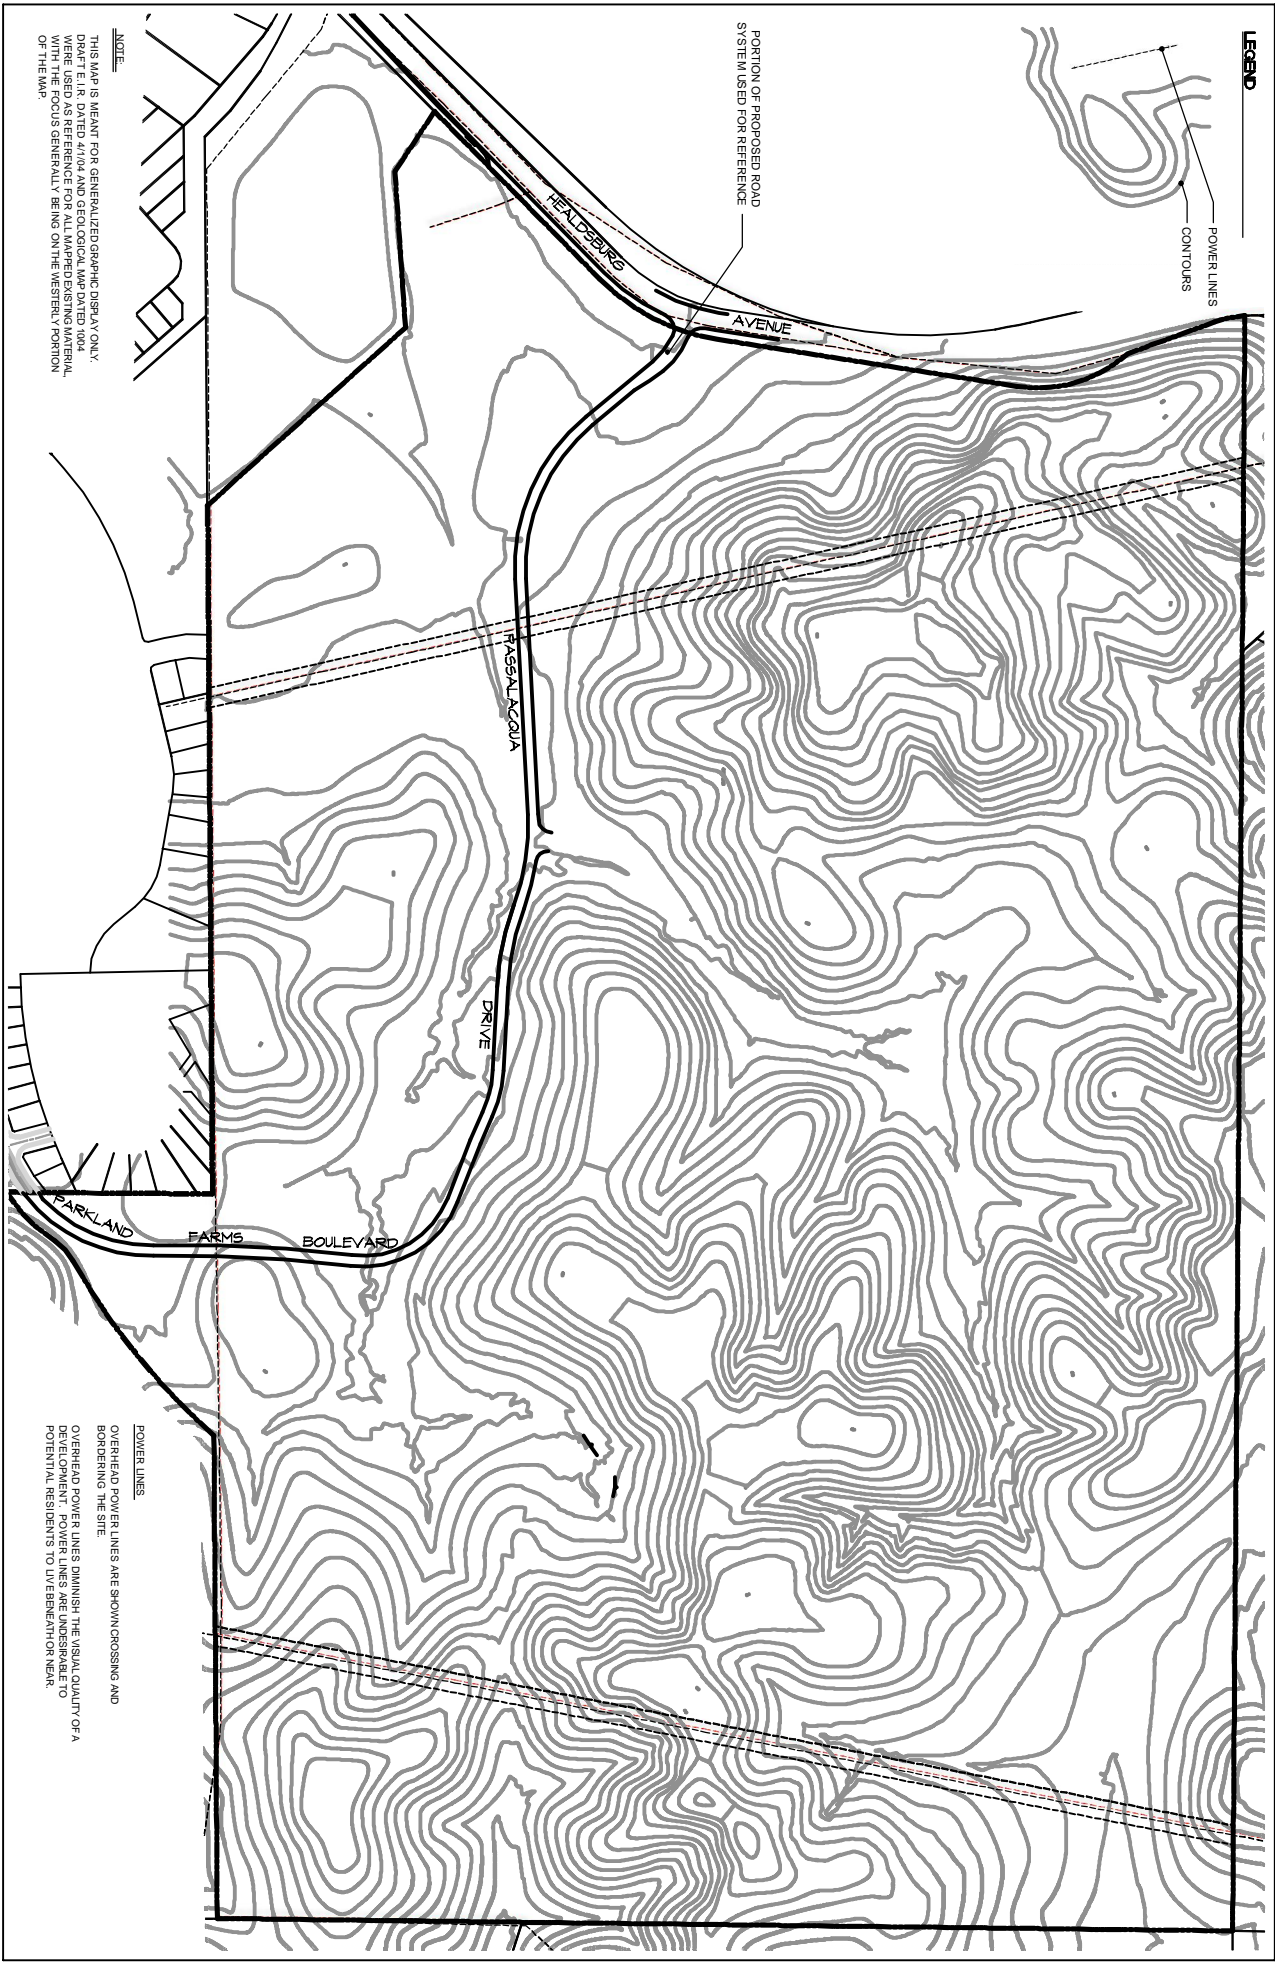 LEGEND
POWER LINES
CONTOURS
PORTION OF PROPOSED ROAD
SYSTEM USED FOR REFERENCE
HEALDSBURG
AVENUE
PASSALACQUA
DRIVE
PARKLAND
FARMS
BOULEVARD
NOTE:
THIS MAP IS MEANT FOR GENERALIZED GRAPHIC DISPLAY ONLY.
DRAFT E.I.R. DATED 4/1/04 AND GEOLOGICAL MAP DATED 10/04
WERE USED AS REFERENCE FOR ALL MAPPED EXISTING MATERIAL,
WITH THE FOCUS GENERALLY BEING ON THE WESTERLY PORTION
OF THE MAP.
POWER LINES
OVERHEAD POWER LINES ARE SHOWN CROSSING AND
BORDERING THE SITE.
OVERHEAD POWER LINES DIMINISH THE VISUAL QUALITY OF A
DEVELOPMENT. POWER LINES ARE UNDESIRABLE TO
POTENTIAL RESIDENTS TO LIVE BENEATH OR NEAR.